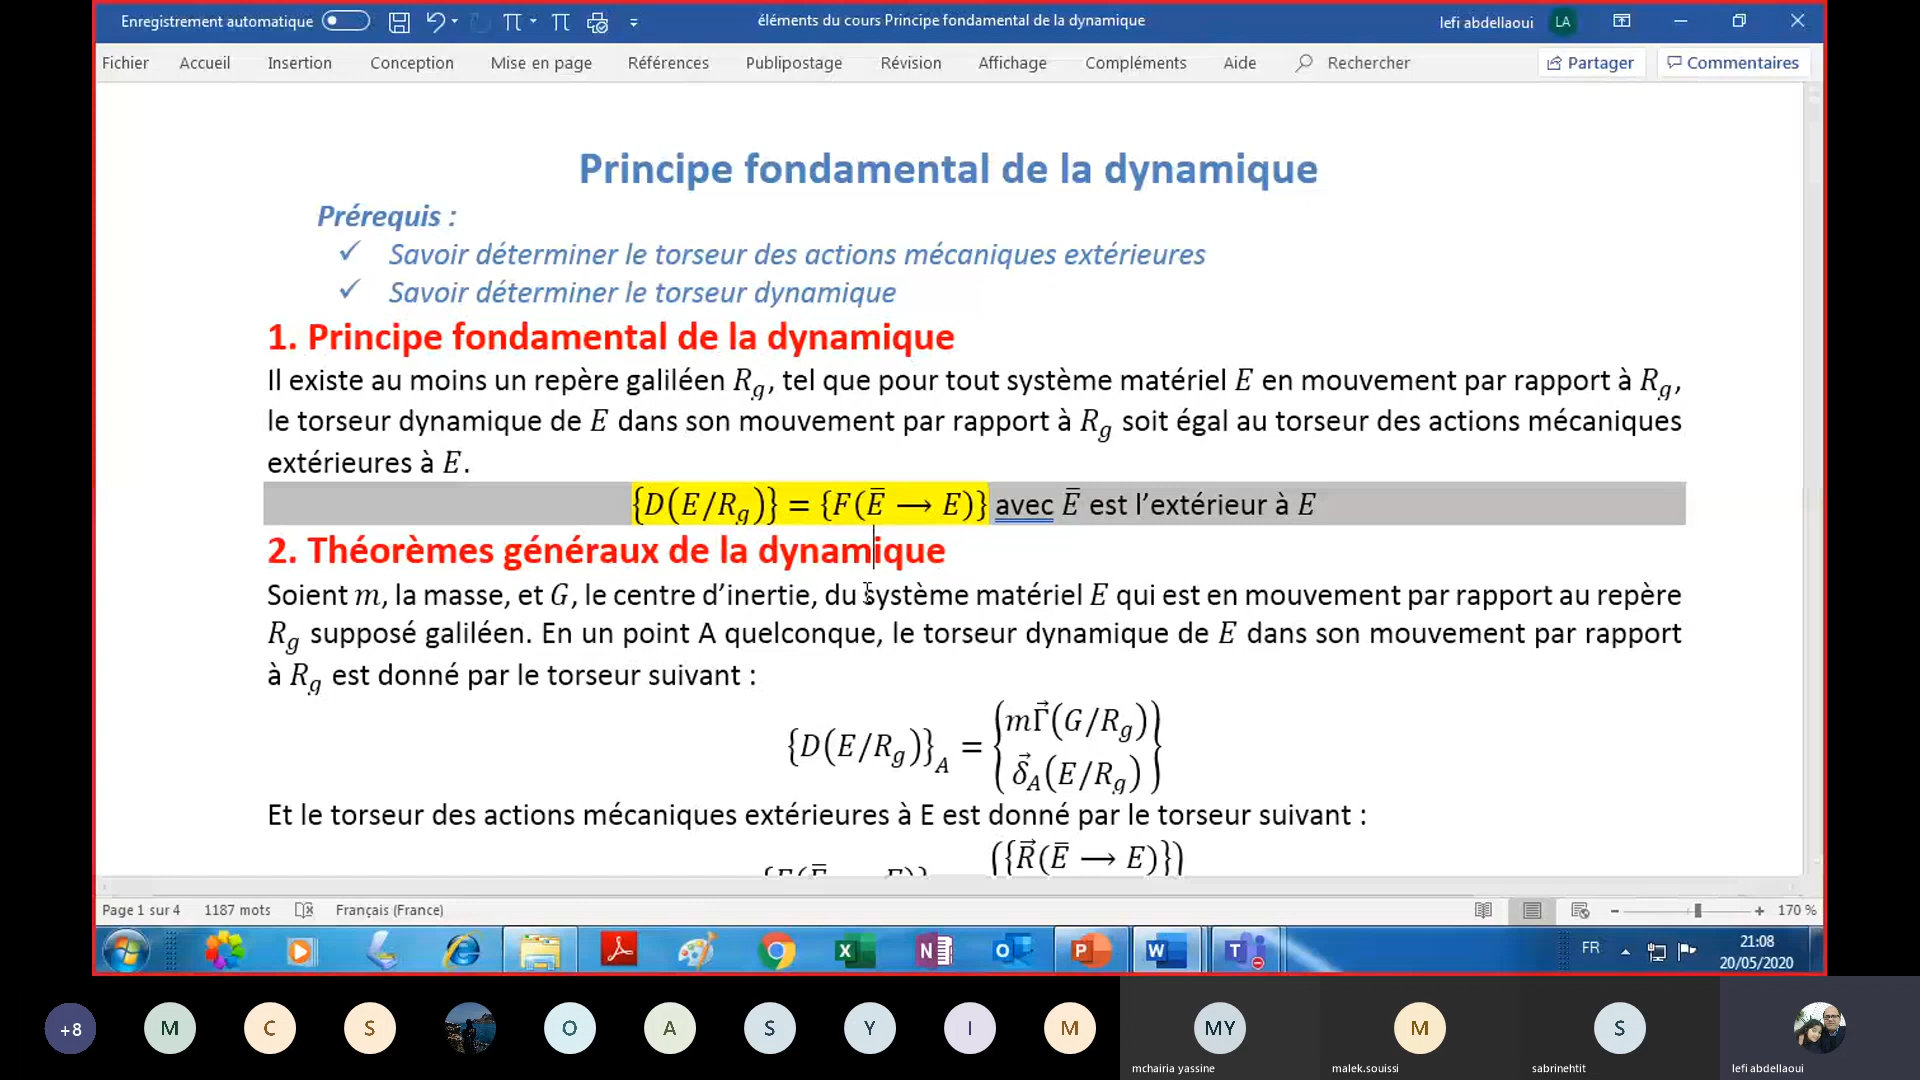 Enregistrement automatique
éléments du cours Principe fondamental de la dynamique
lefi abdellaoui LA
Fichier Accueil Insertion Conception Mise en page Références Publipostage Révision Affichage Compléments Aide Rechercher Partager Commentaires
Principe fondamental de la dynamique
Prérequis :
✓ Savoir déterminer le torseur des actions mécaniques extérieures
✓ Savoir déterminer le torseur dynamique
1. Principe fondamental de la dynamique
Il existe au moins un repère galiléen R_g, tel que pour tout système matériel E en mouvement par rapport à R_g,
le torseur dynamique de E dans son mouvement par rapport à R_g soit égal au torseur des actions mécaniques
extérieures à E.
{D(E/R_g)} = {F(Ē ⟶ E)} avec Ē est l’extérieur à E
2. Théorèmes généraux de la dynamique
Soient m, la masse, et G, le centre d’inertie, du système matériel E qui est en mouvement par rapport au repère
R_g supposé galiléen. En un point A quelconque, le torseur dynamique de E dans son mouvement par rapport
à R_g est donné par le torseur suivant :
{D(E/R_g)}_A = {mΓ⃗(G/R_g)
δ⃗_A(E/R_g)}
Et le torseur des actions mécaniques extérieures à E est donné par le torseur suivant :
({R⃗(Ē ⟶ E)})
Page 1 sur 4 1187 mots Français (France) 170 %
FR 21:08
20/05/2020
+8 M C S O A S Y I M MY M S
mchairia yassine malek.souissi sabrinehtit lefi abdellaoui